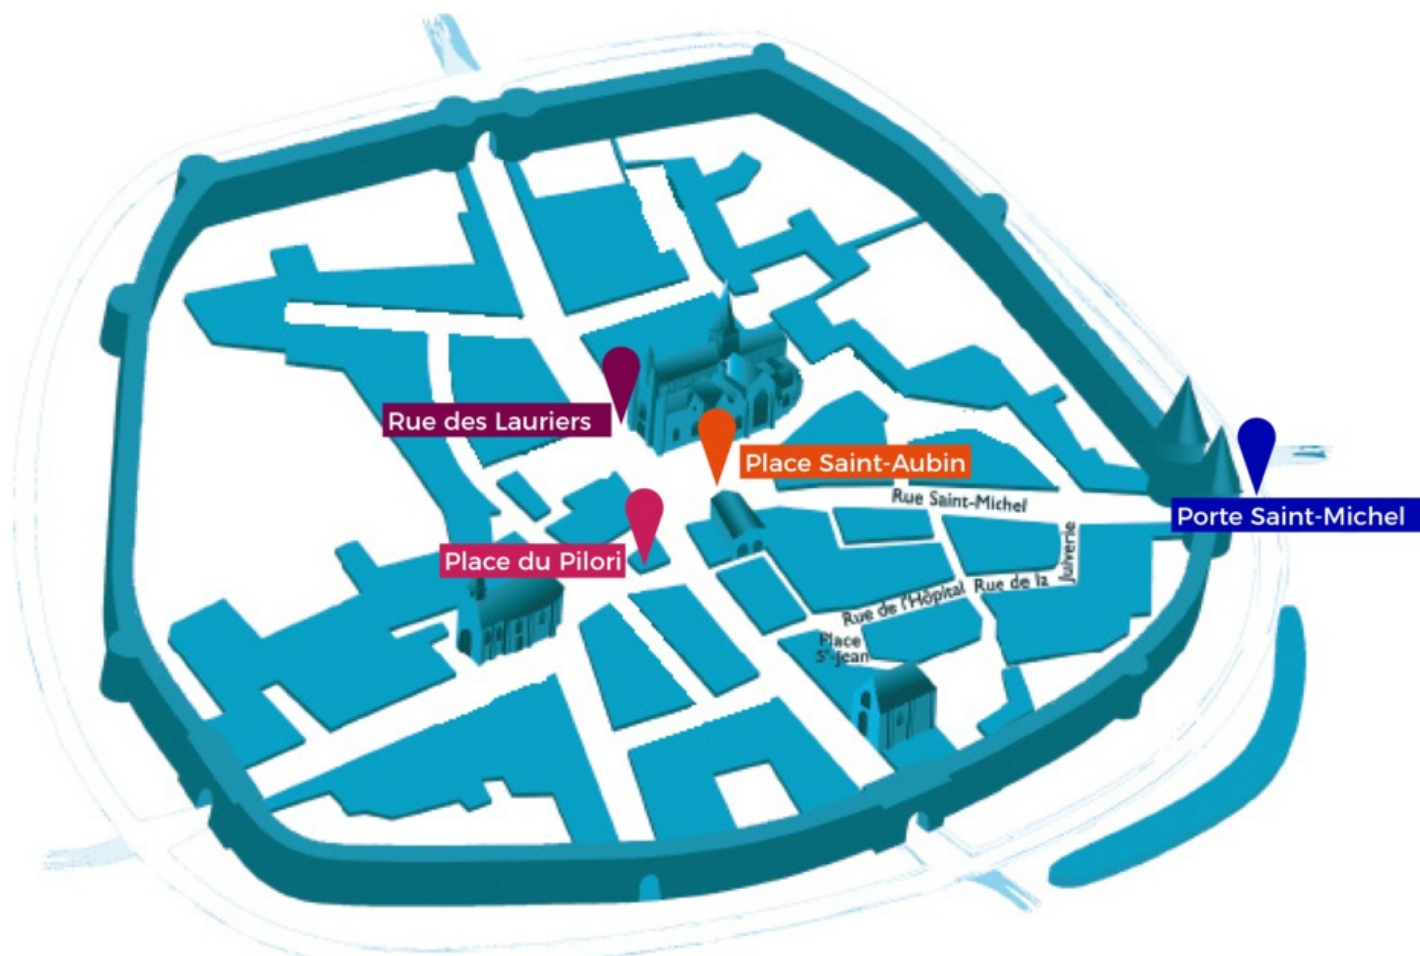 Rue des Lauriers
Place Saint-Aubin
Rue Saint-Michel
Porte Saint-Michel
Place du Pilori
Juiverie
Rue de la
Rue de l'Hôpital
Place
St-Jean